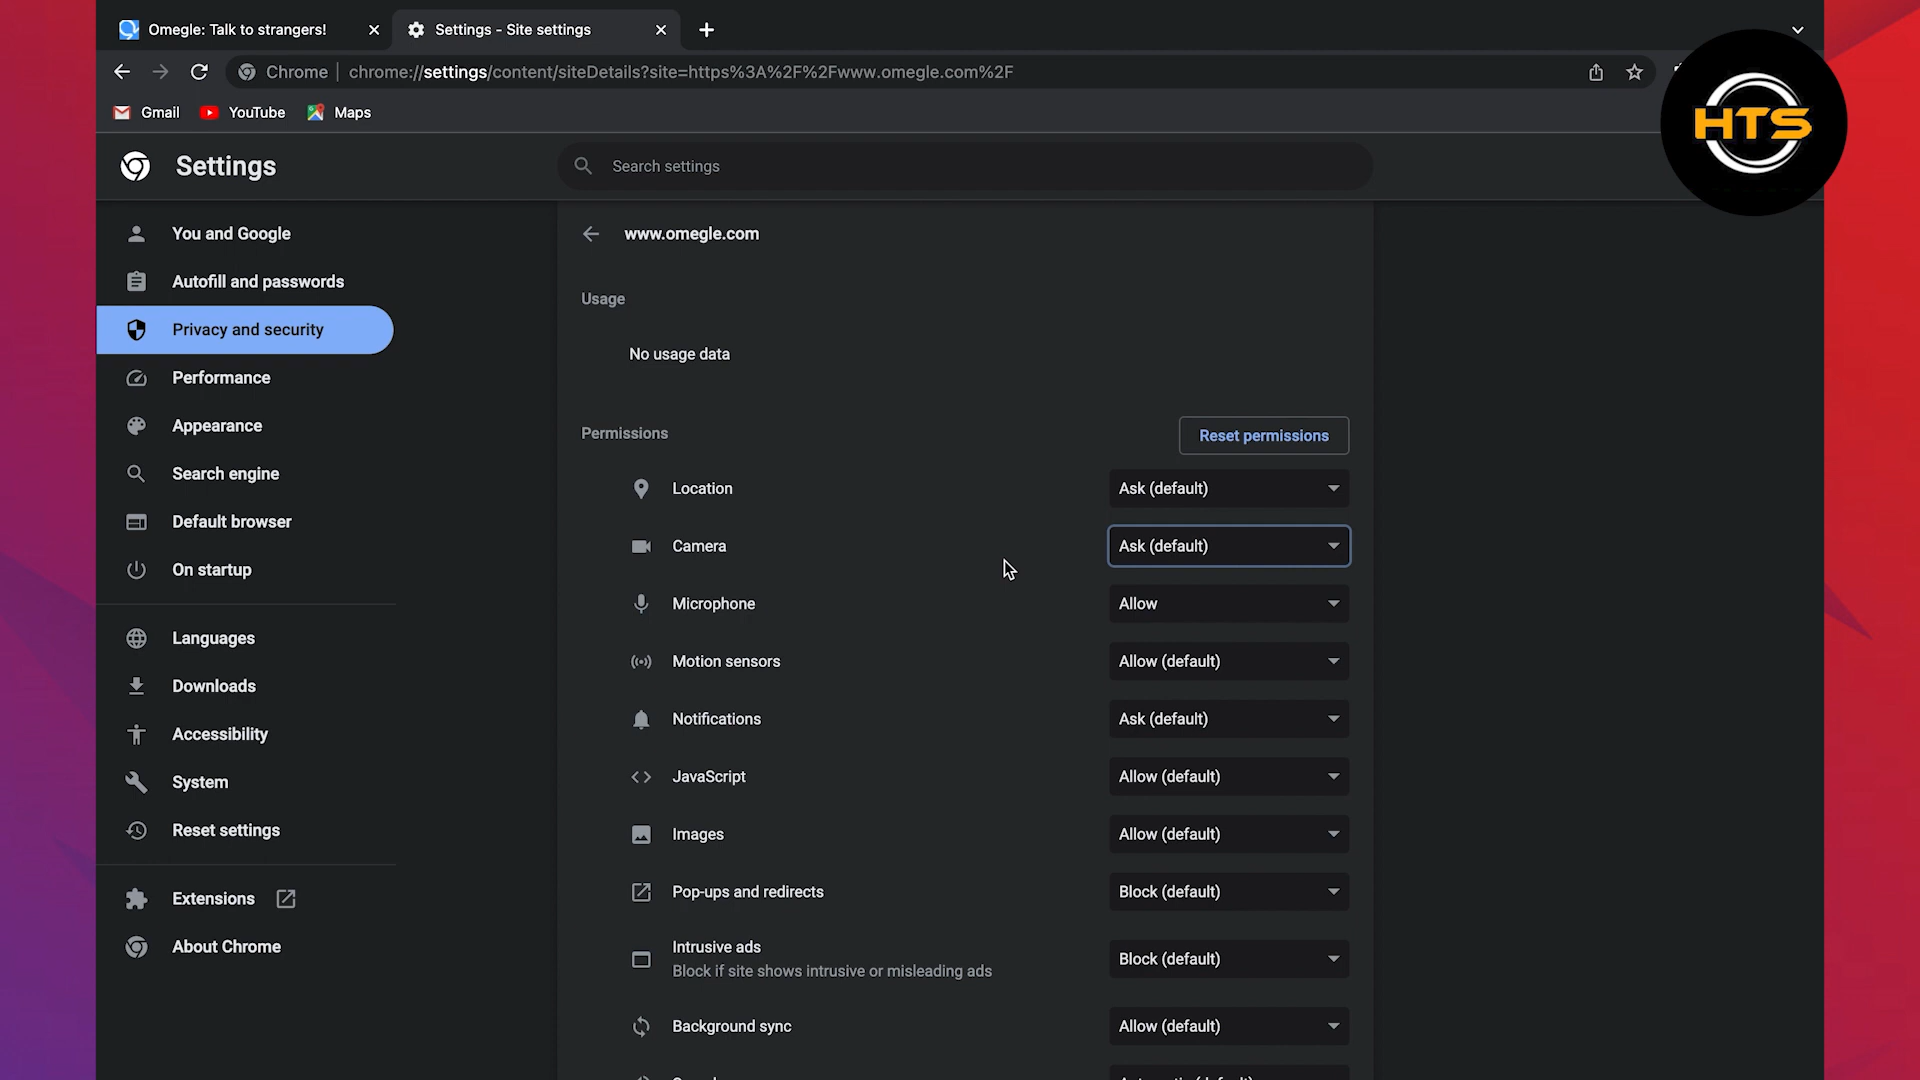 Omegle: Talk to strangers!
Settings - Site settings
Chrome
chrome://settings/content/siteDetails?site=https%3A%2F%2Fwww.omegle.com%2F
Gmail
YouTube
Maps
HTS
Settings
Search settings
You and Google
Autofill and passwords
Privacy and security
Performance
Appearance
Search engine
Default browser
On startup
Languages
Downloads
Accessibility
System
Reset settings
Extensions
About Chrome
www.omegle.com
Usage
No usage data
Permissions
Reset permissions
Location
Ask (default)
Camera
Ask (default)
Microphone
Allow
Motion sensors
Allow (default)
Notifications
Ask (default)
JavaScript
Allow (default)
Images
Allow (default)
Pop-ups and redirects
Block (default)
Intrusive ads
Block if site shows intrusive or misleading ads
Block (default)
Background sync
Allow (default)